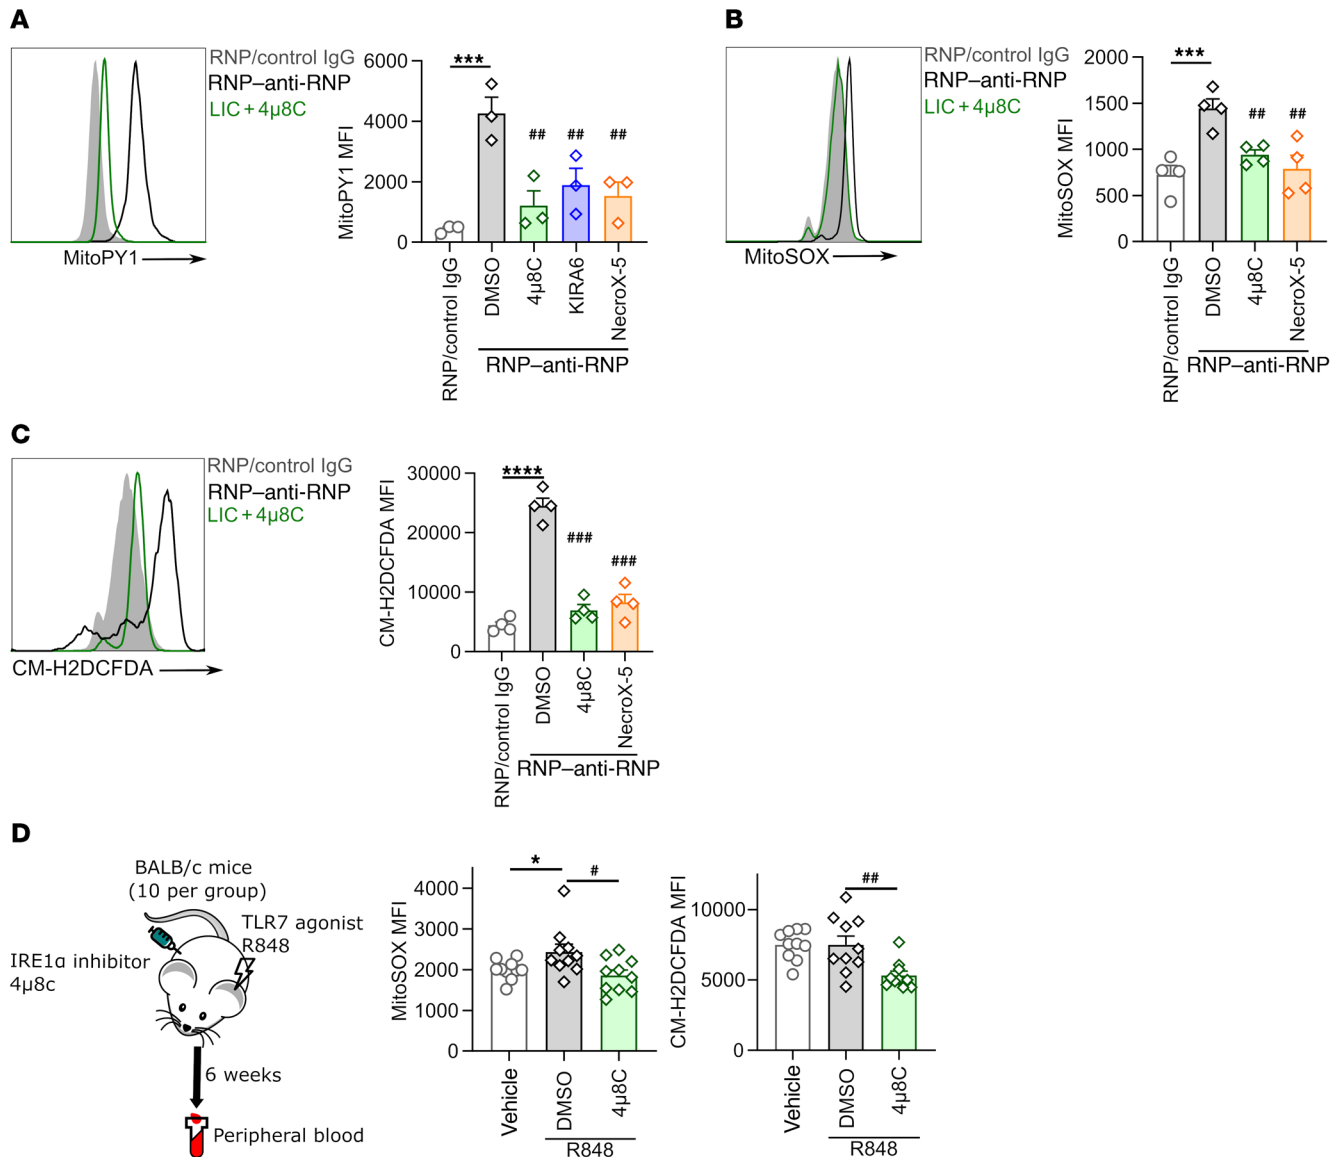 A
RNP/control IgG
RNP–anti-RNP
LIC + 4µ8C
MitoPY1
MitoPY1 MFI
6000
4000
2000
0
***
##
##
##
RNP/control IgG
DMSO
4µ8C
KIRA6
NecroX-5
RNP–anti-RNP
B
RNP/control IgG
RNP–anti-RNP
LIC + 4µ8C
MitoSOX
MitoSOX MFI
2000
1500
1000
500
0
***
##
##
RNP/control IgG
DMSO
4µ8C
NecroX-5
RNP–anti-RNP
C
RNP/control IgG
RNP–anti-RNP
LIC + 4µ8C
CM-H2DCFDA
CM-H2DCFDA MFI
30000
20000
10000
0
****
###
###
RNP/control IgG
DMSO
4µ8C
NecroX-5
RNP–anti-RNP
D
BALB/c mice
(10 per group)
TLR7 agonist
R848
IRE1ɑ inhibitor
4µ8c
6 weeks
Peripheral blood
MitoSOX MFI
4000
3000
2000
1000
0
*
#
Vehicle
DMSO
4µ8C
R848
CM-H2DCFDA MFI
10000
5000
0
##
Vehicle
DMSO
4µ8C
R848